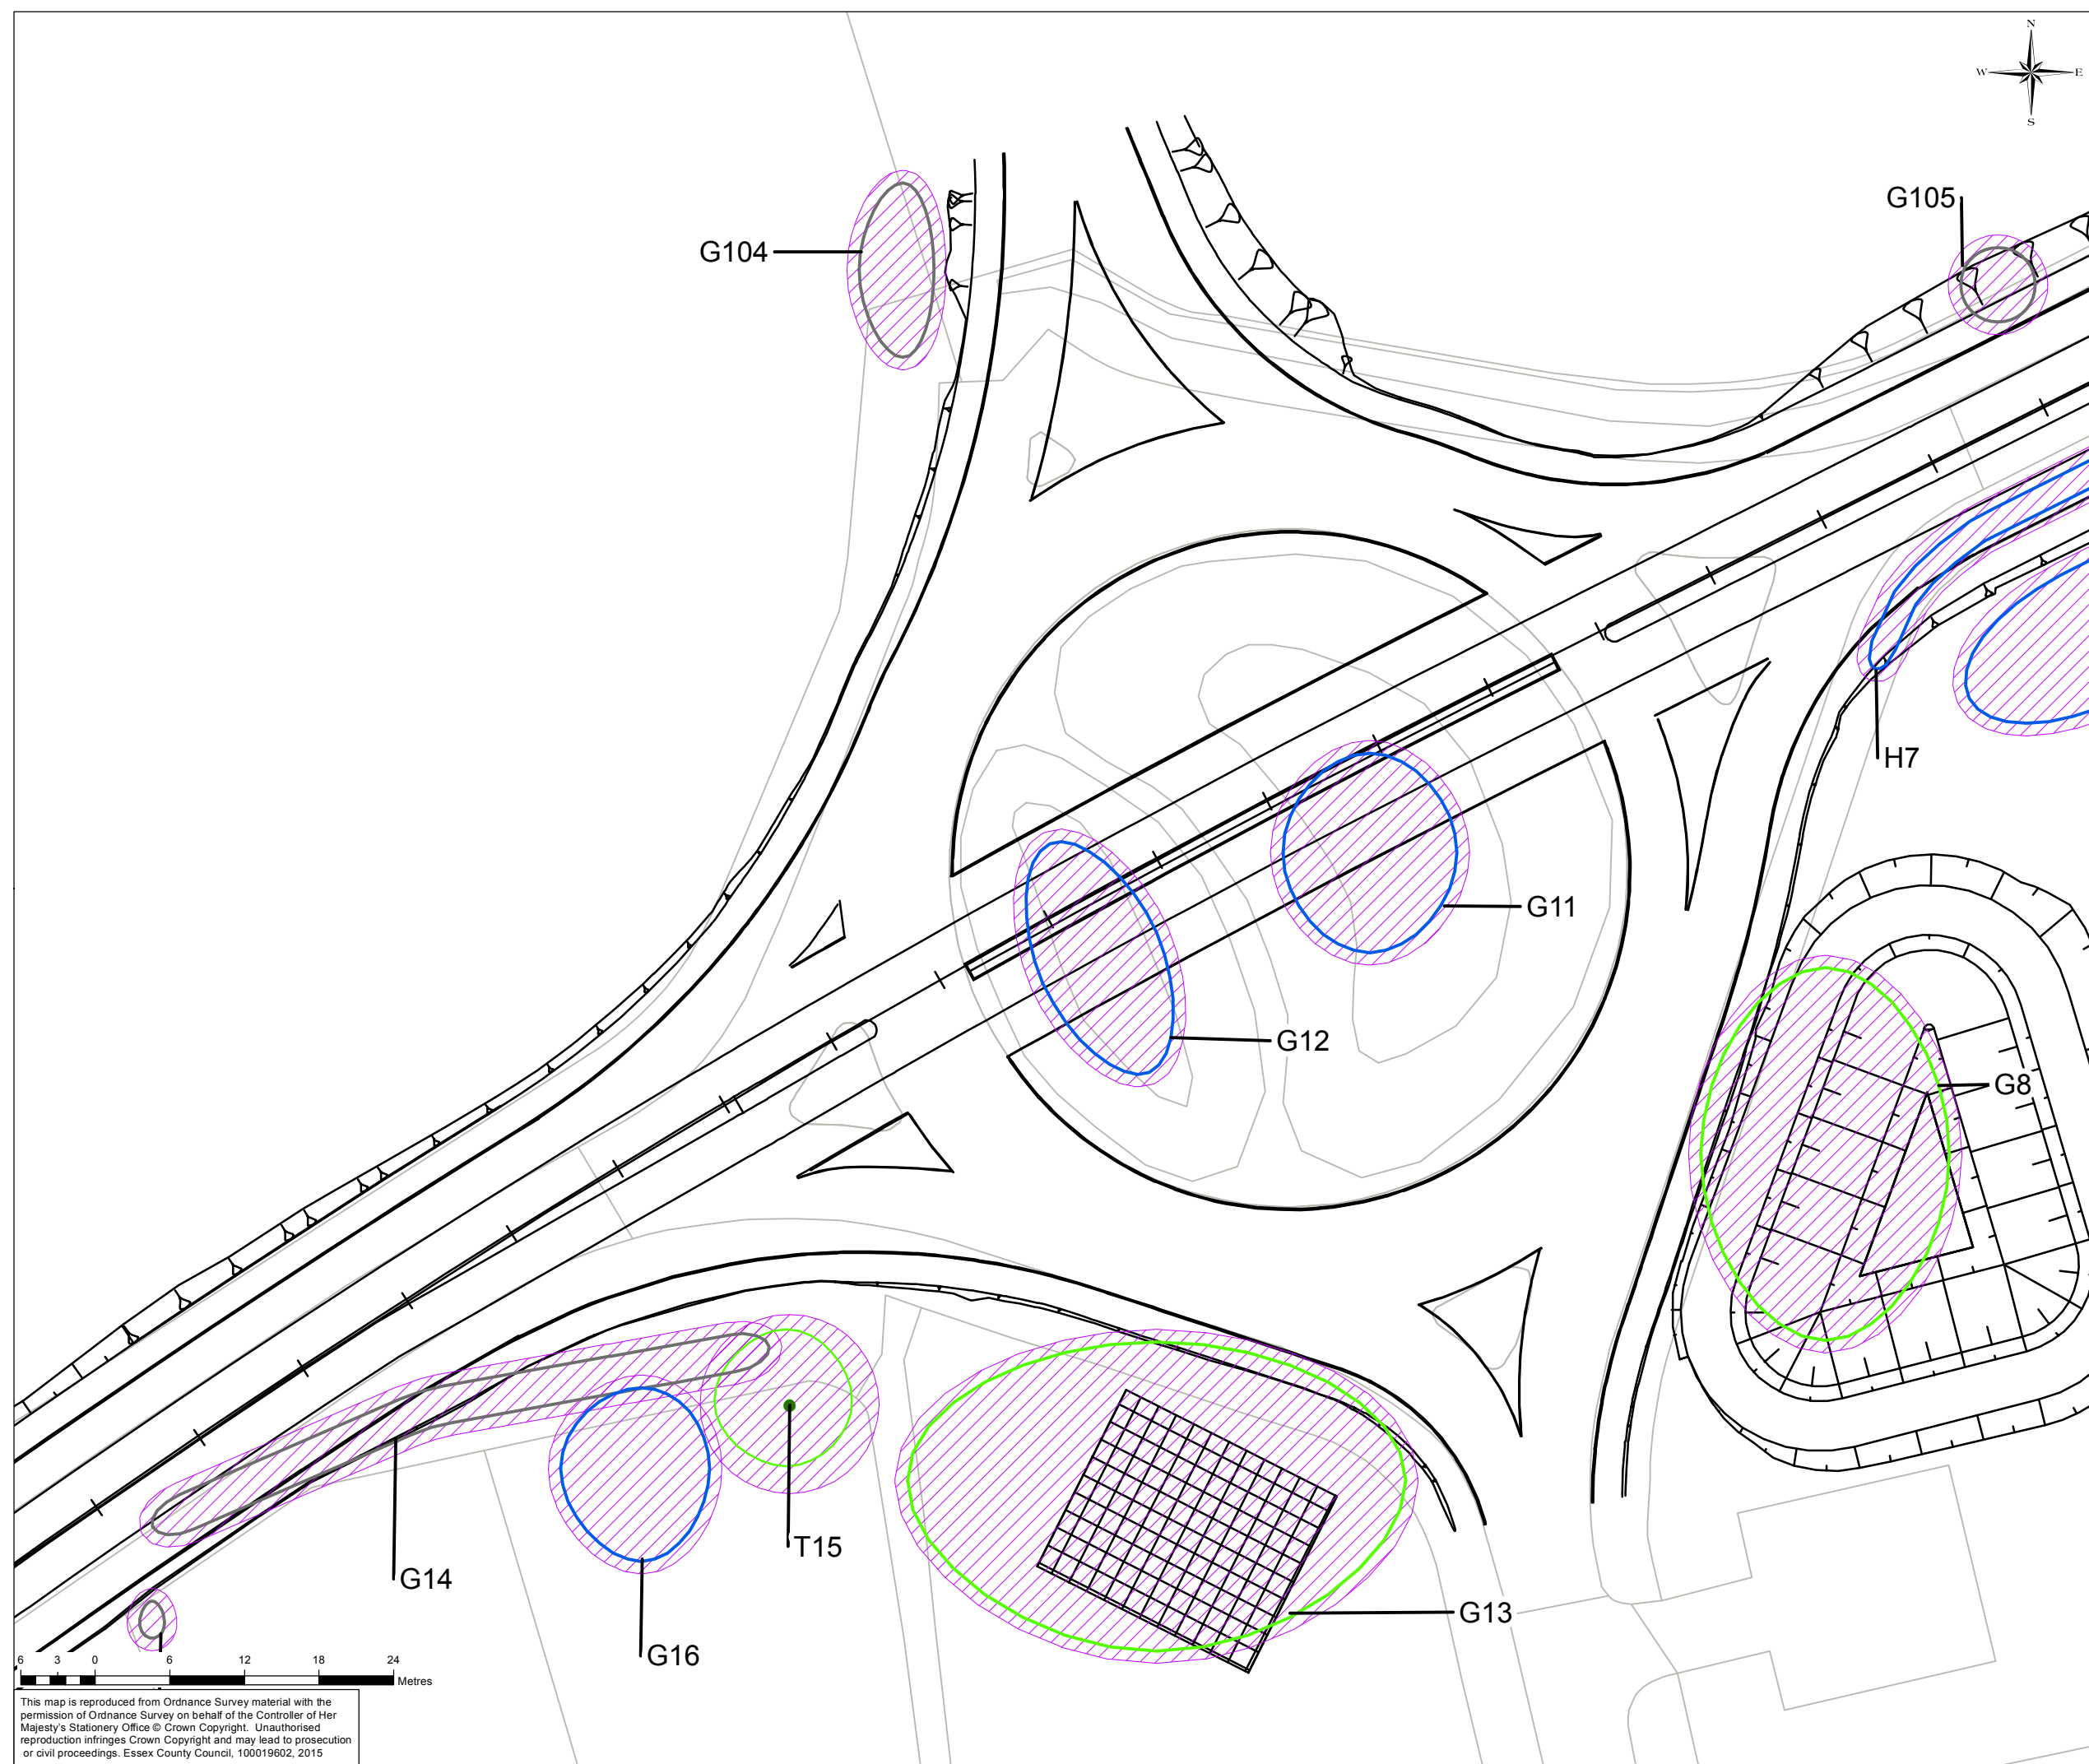 N
W E
S
G105
G104
H7
G11
G12
G8
T15
G14
G13
G16
6 3 0 6 12 18 24
Metres
This map is reproduced from Ordnance Survey material with the
permission of Ordnance Survey on behalf of the Controller of Her
Majesty's Stationery Office © Crown Copyright. Unauthorised
reproduction infringes Crown Copyright and may lead to prosecution
or civil proceedings. Essex County Council, 100019602, 2015